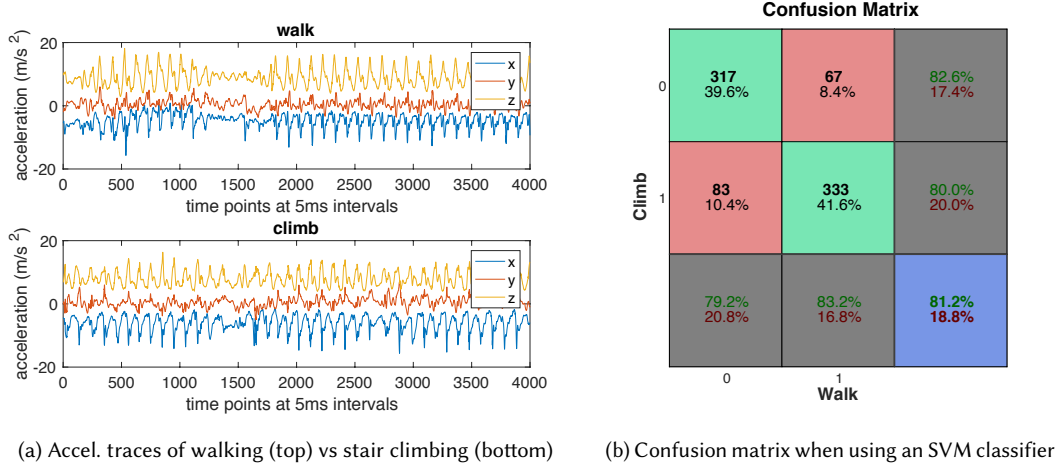 walk
acceleration (m/s²)
20
0
-20
x
y
z
0 500 1000 1500 2000 2500 3000 3500 4000
time points at 5ms intervals
climb
acceleration (m/s²)
20
0
-20
x
y
z
0 500 1000 1500 2000 2500 3000 3500 4000
time points at 5ms intervals
(a) Accel. traces of walking (top) vs stair climbing (bottom)
Confusion Matrix
Climb
0
317 67 82.6%
39.6% 8.4% 17.4%
1
83 333 80.0%
10.4% 41.6% 20.0%
79.2% 83.2% 81.2%
20.8% 16.8% 18.8%
0 1
Walk
(b) Confusion matrix when using an SVM classifier